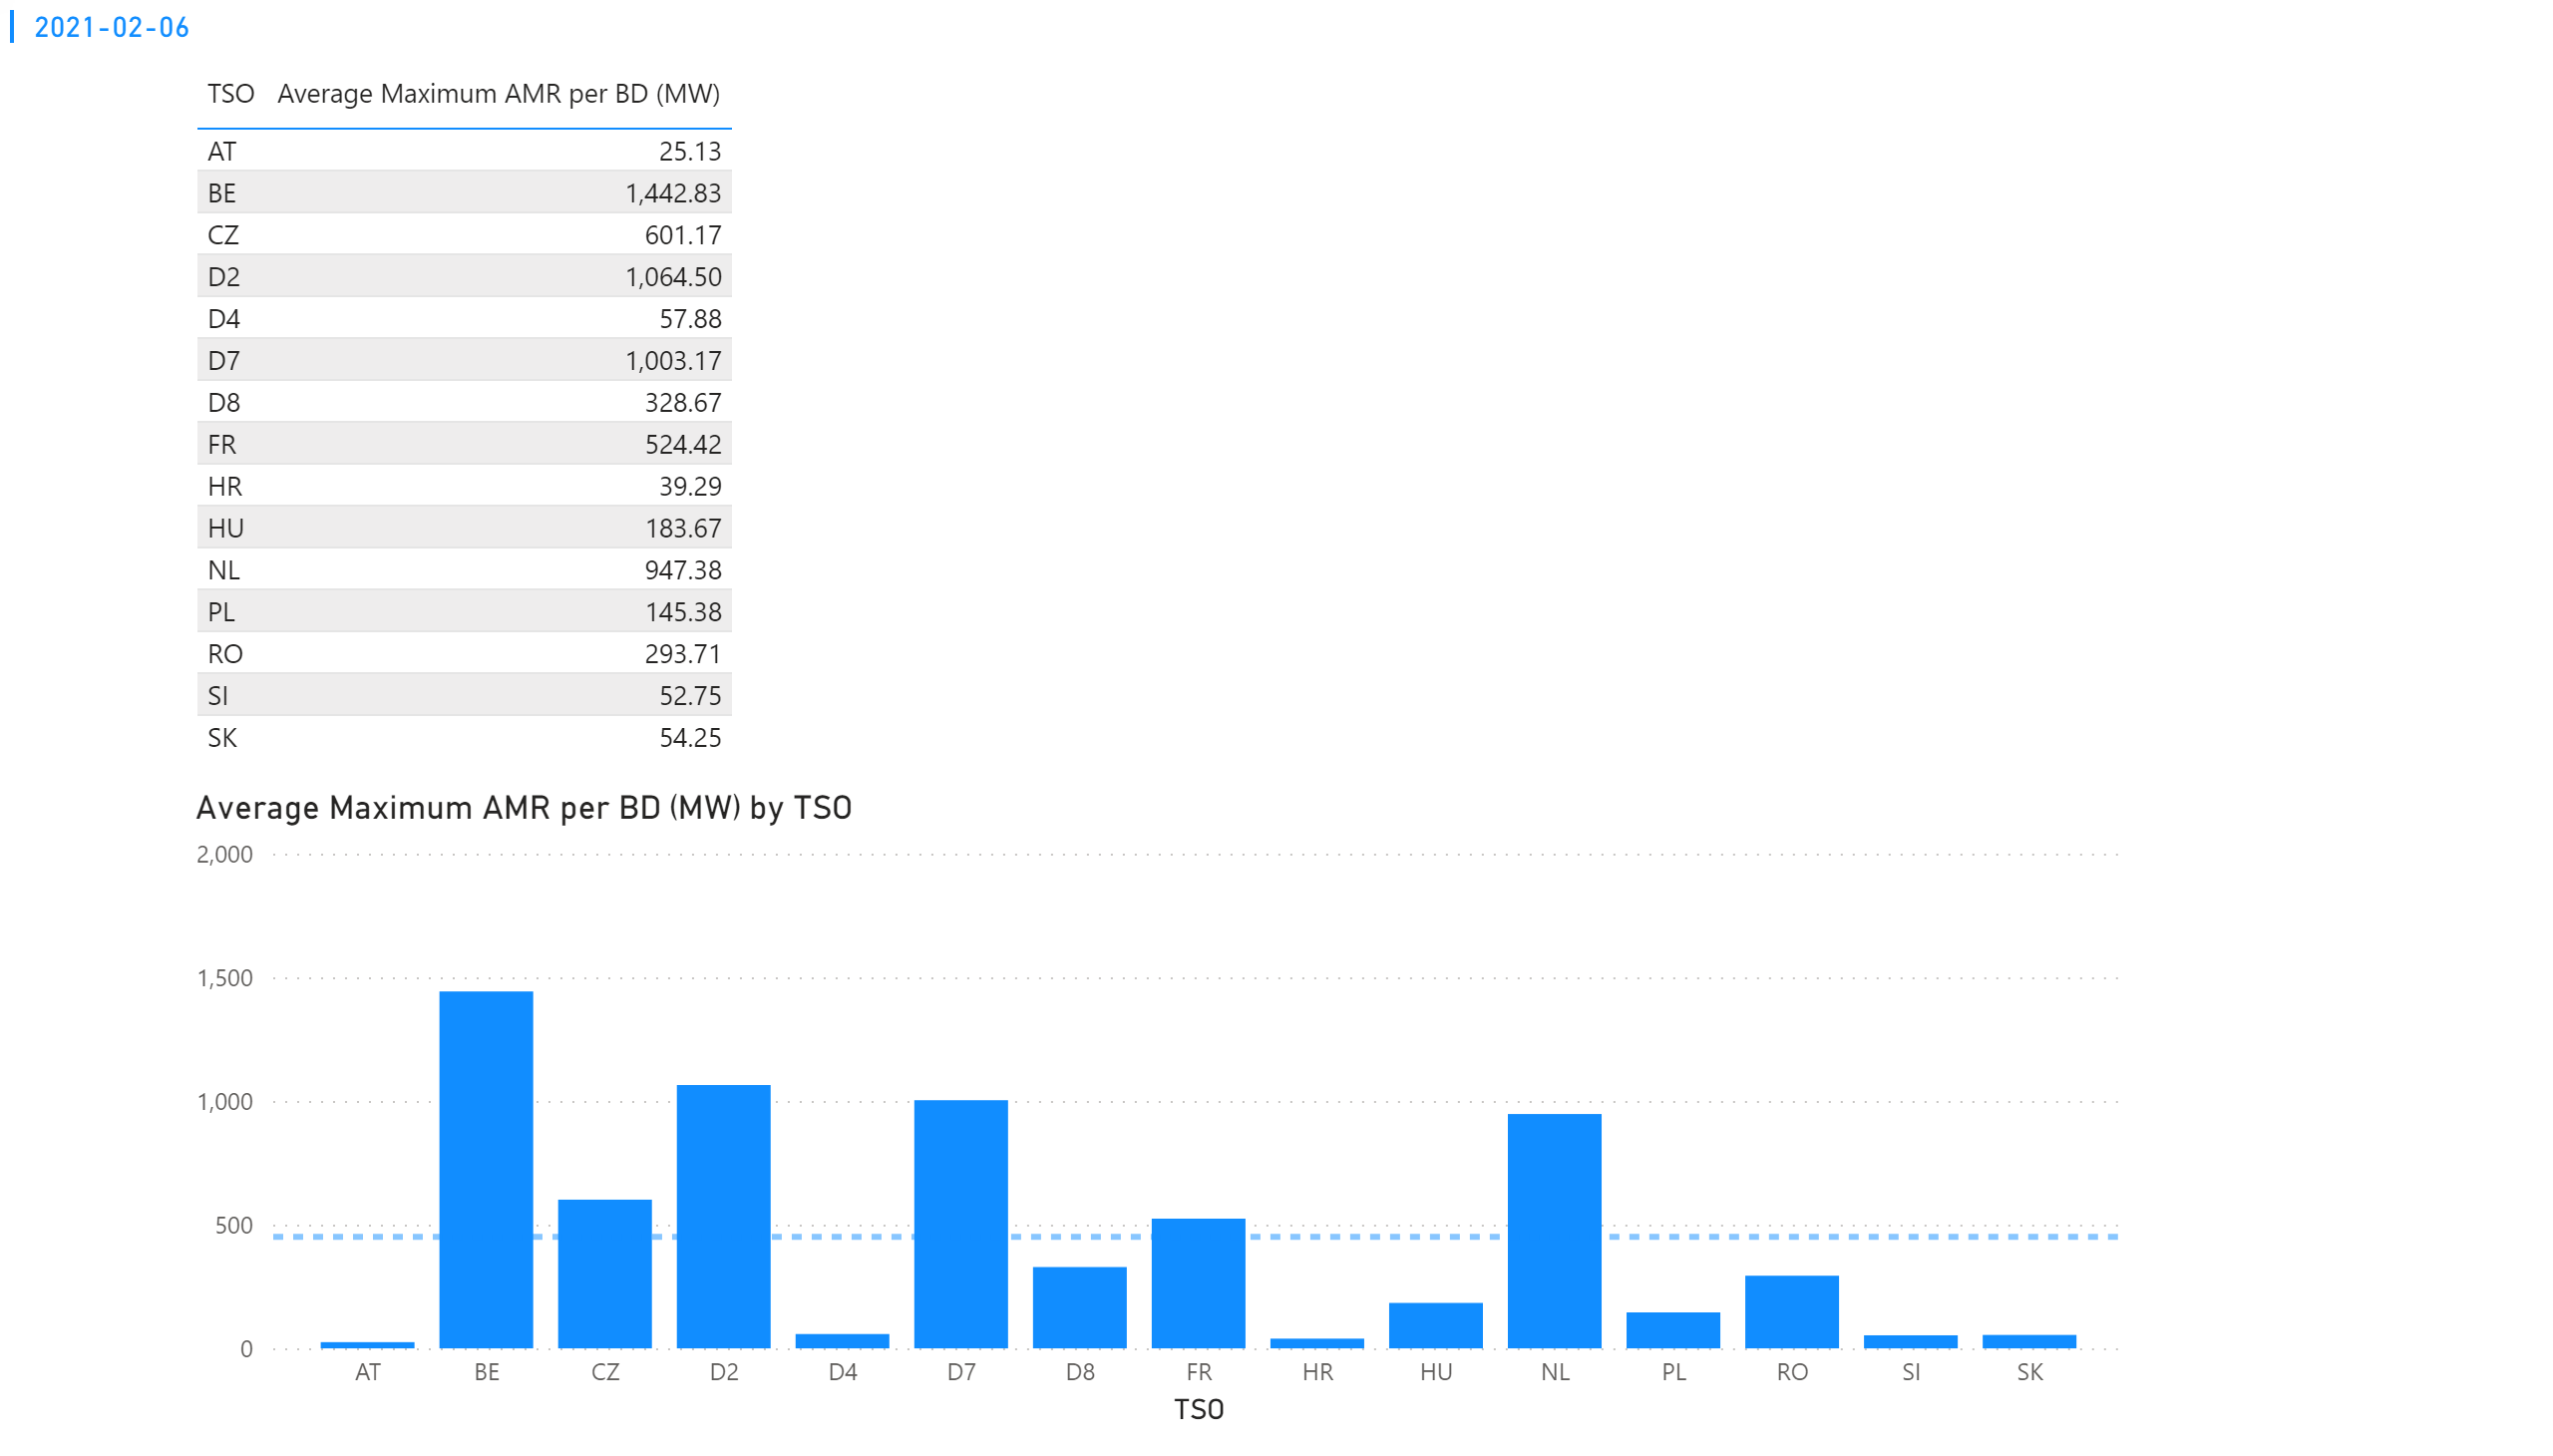 2021-02-06
TSO Average Maximum AMR per BD (MW)
AT 25.13
BE 1,442.83
CZ 601.17
D2 1,064.50
D4 57.88
D7 1,003.17
D8 328.67
FR 524.42
HR 39.29
HU 183.67
NL 947.38
PL 145.38
RO 293.71
SI 52.75
SK 54.25
Average Maximum AMR per BD (MW) by TSO
2,000
1,500
1,000
500
0
AT BE CZ D2 D4 D7 D8 FR HR HU NL PL RO SI SK
TSO